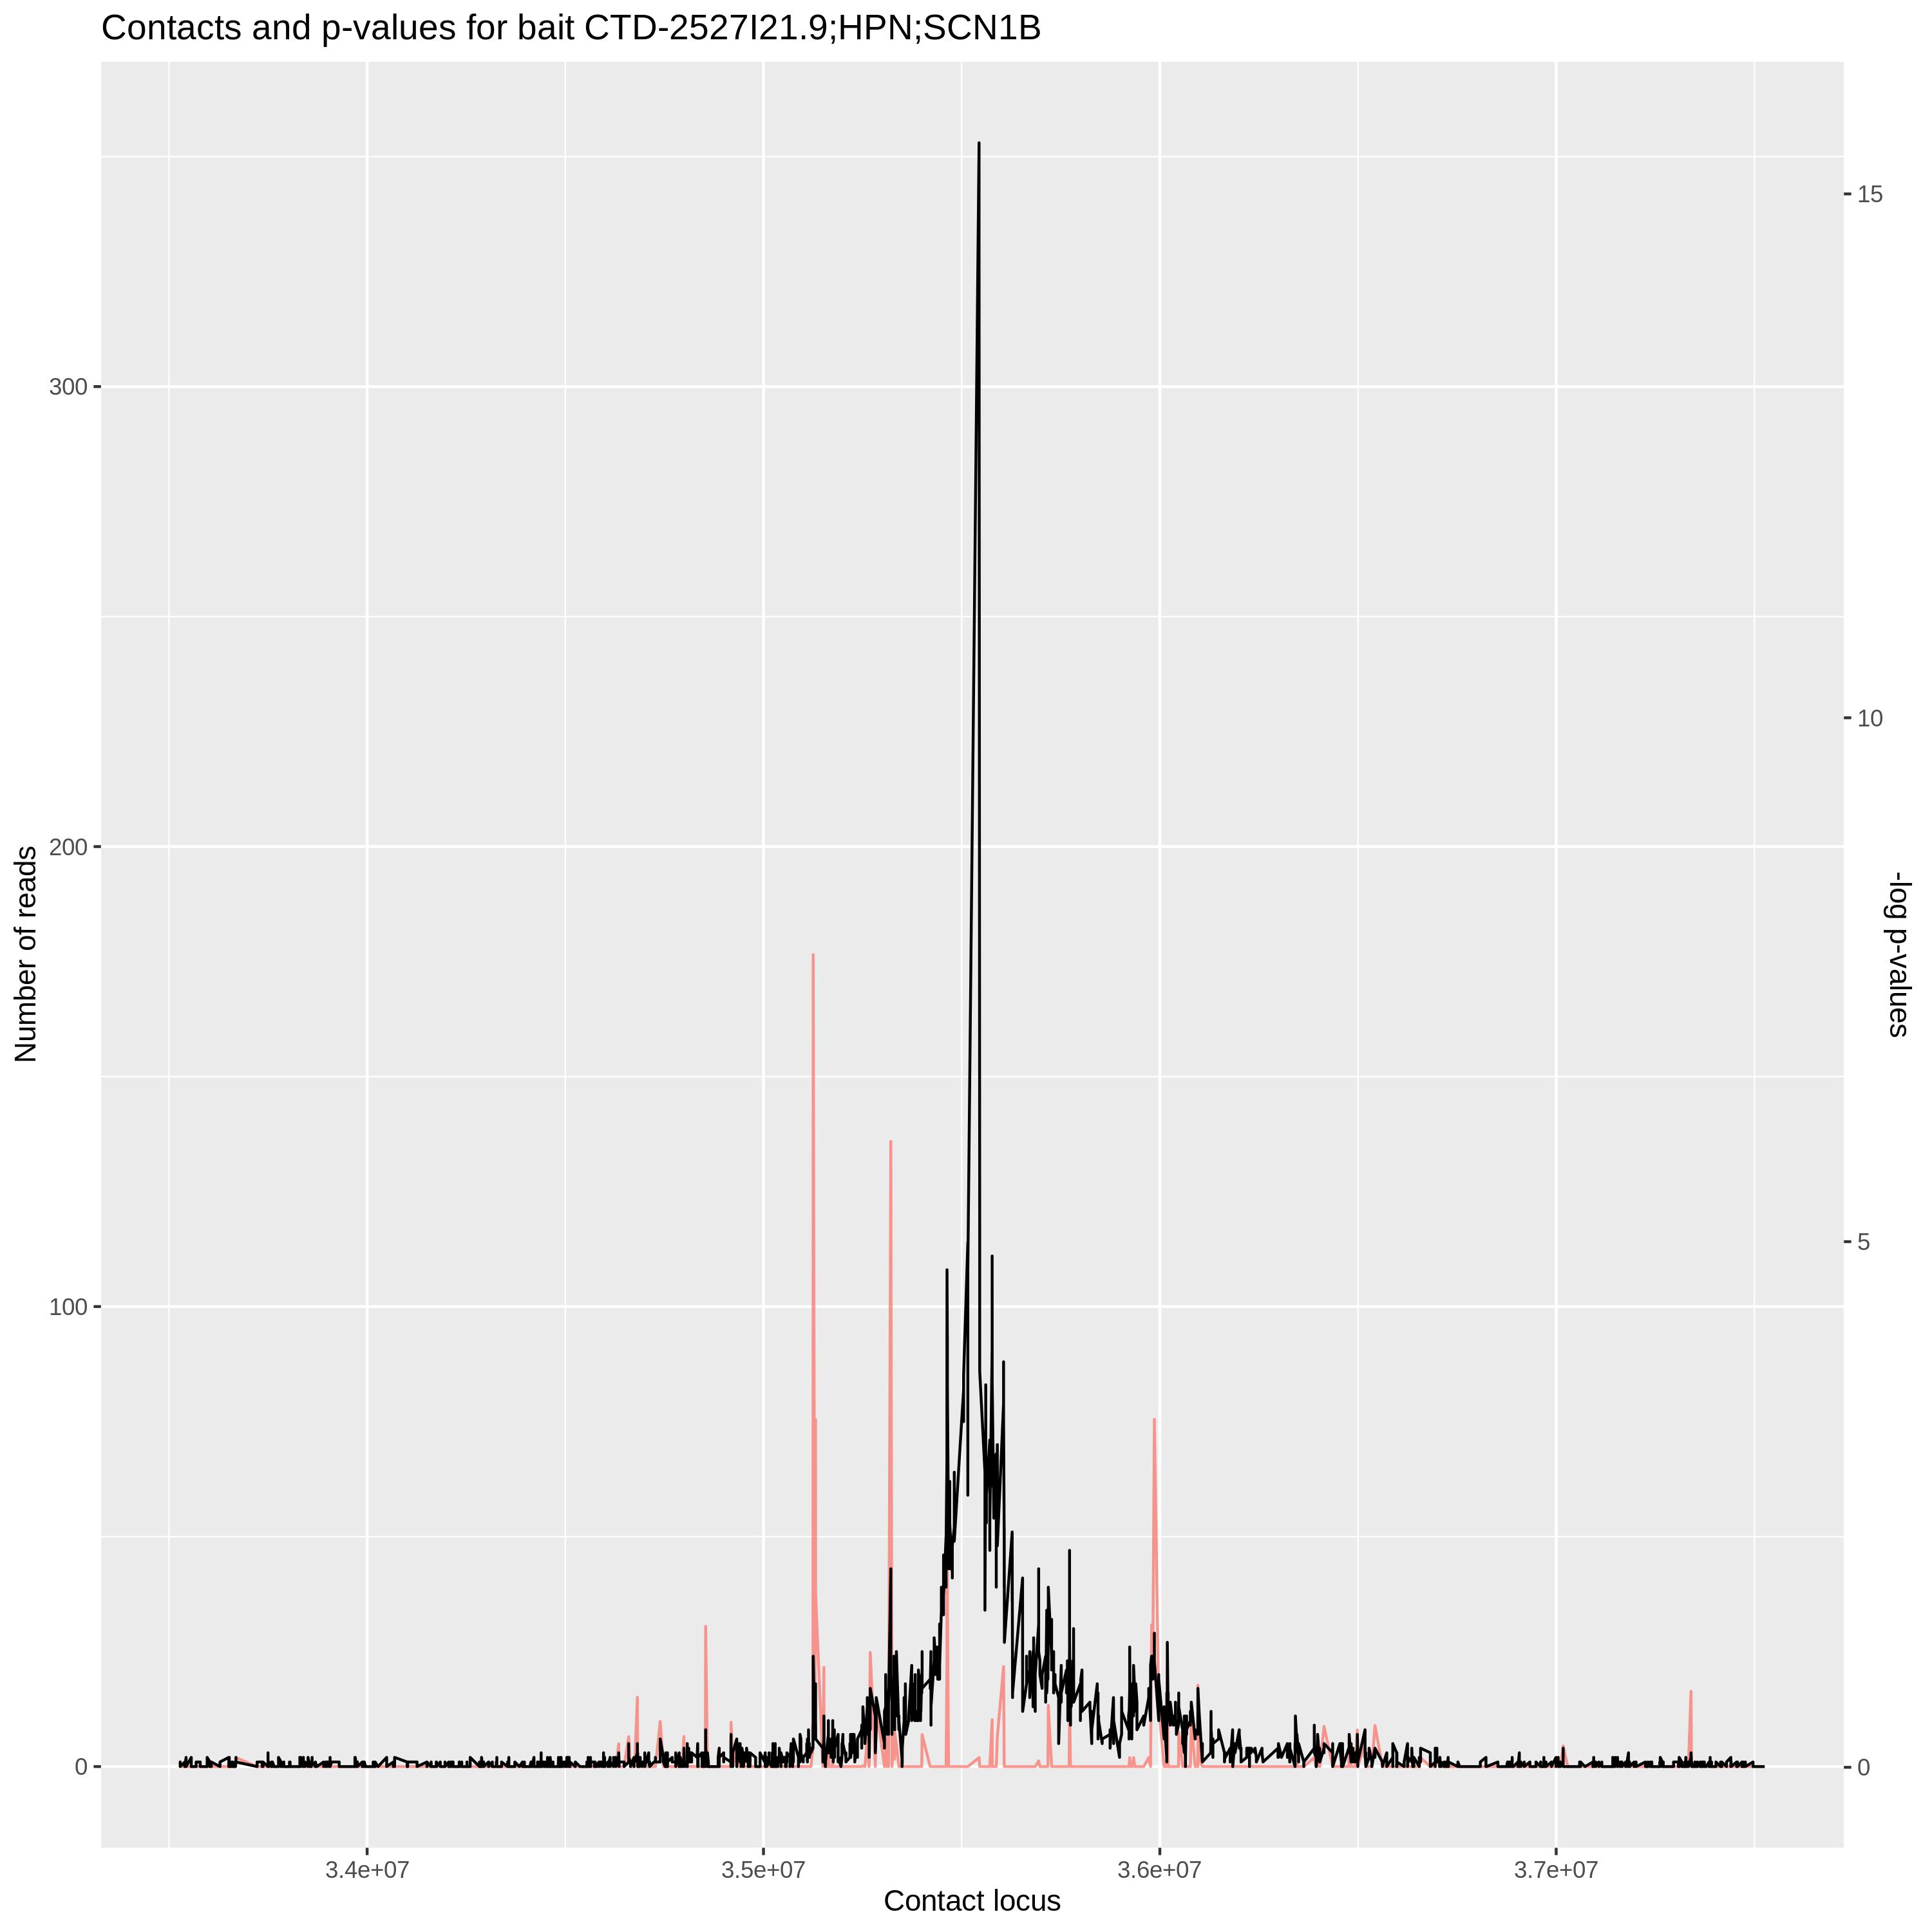 Contacts and p-values for bait CTD-2527I21.9;HPN;SCN1B
300
200
100
0
Number of reads
15
10
5
0
-log p-values
3.4e+07
3.5e+07
3.6e+07
3.7e+07
Contact locus